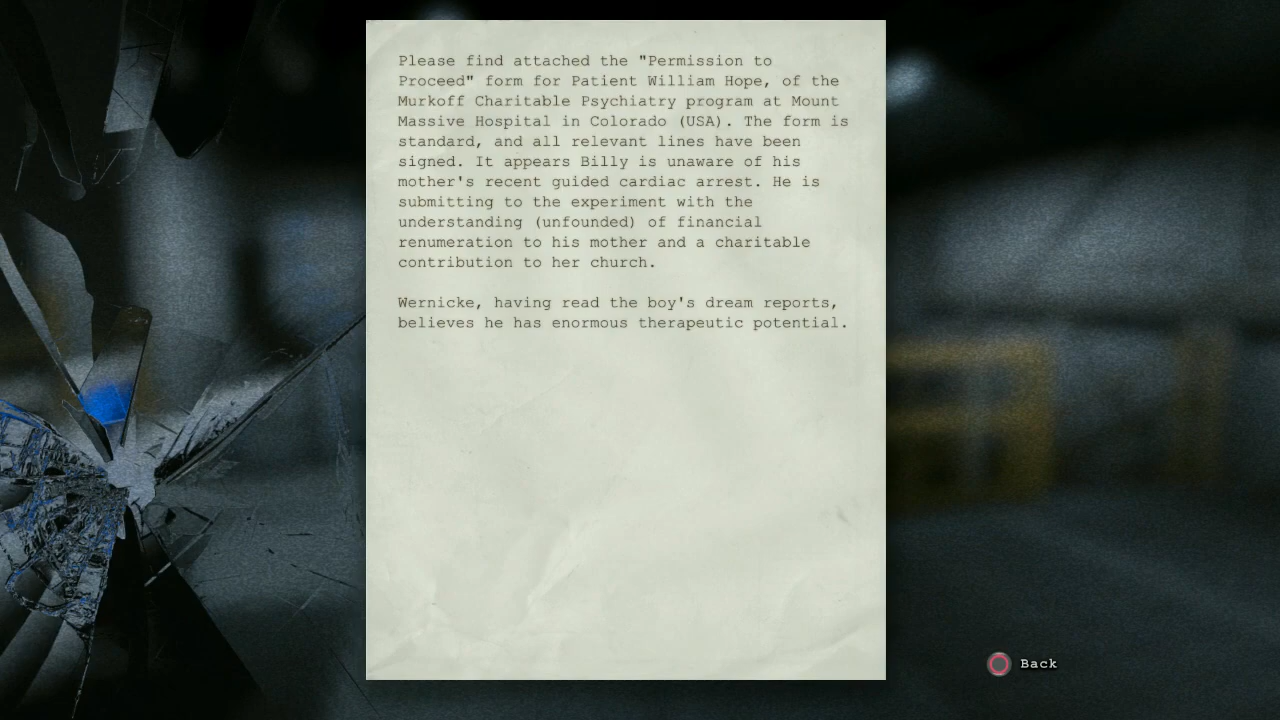 Please find attached the "Permission to
Proceed" form for Patient William Hope, of the
Murkoff Charitable Psychiatry program at Mount
Massive Hospital in Colorado (USA). The form is
standard, and all relevant lines have been
signed. It appears Billy is unaware of his
mother's recent guided cardiac arrest. He is
submitting to the experiment with the
understanding (unfounded) of financial
renumeration to his mother and a charitable
contribution to her church.
Wernicke, having read the boy's dream reports,
believes he has enormous therapeutic potential.
Back